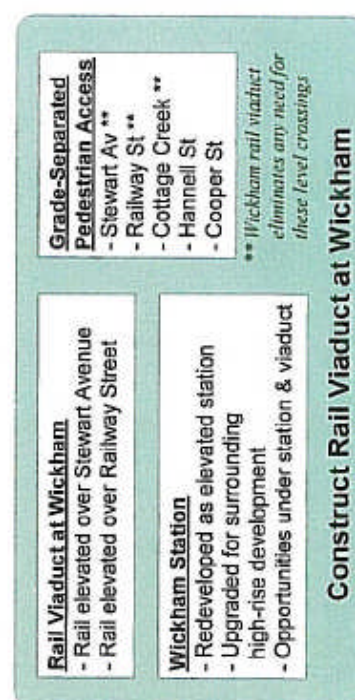 Rail Viaduct at Wickham
- Rail elevated over Stewart Avenue
- Rail elevated over Railway Street
Grade-Separated
Pedestrian Access
- Stewart Av **
- Railway St **
- Cottage Creek **
- Hannell St
- Cooper St
Wickham Station
- Redeveloped as elevated station
- Upgraded for surrounding
high-rise development
- Opportunities under station & viaduct
** Wickham rail viaduct
eliminates any need for
these level crossings
Construct Rail Viaduct at Wickham